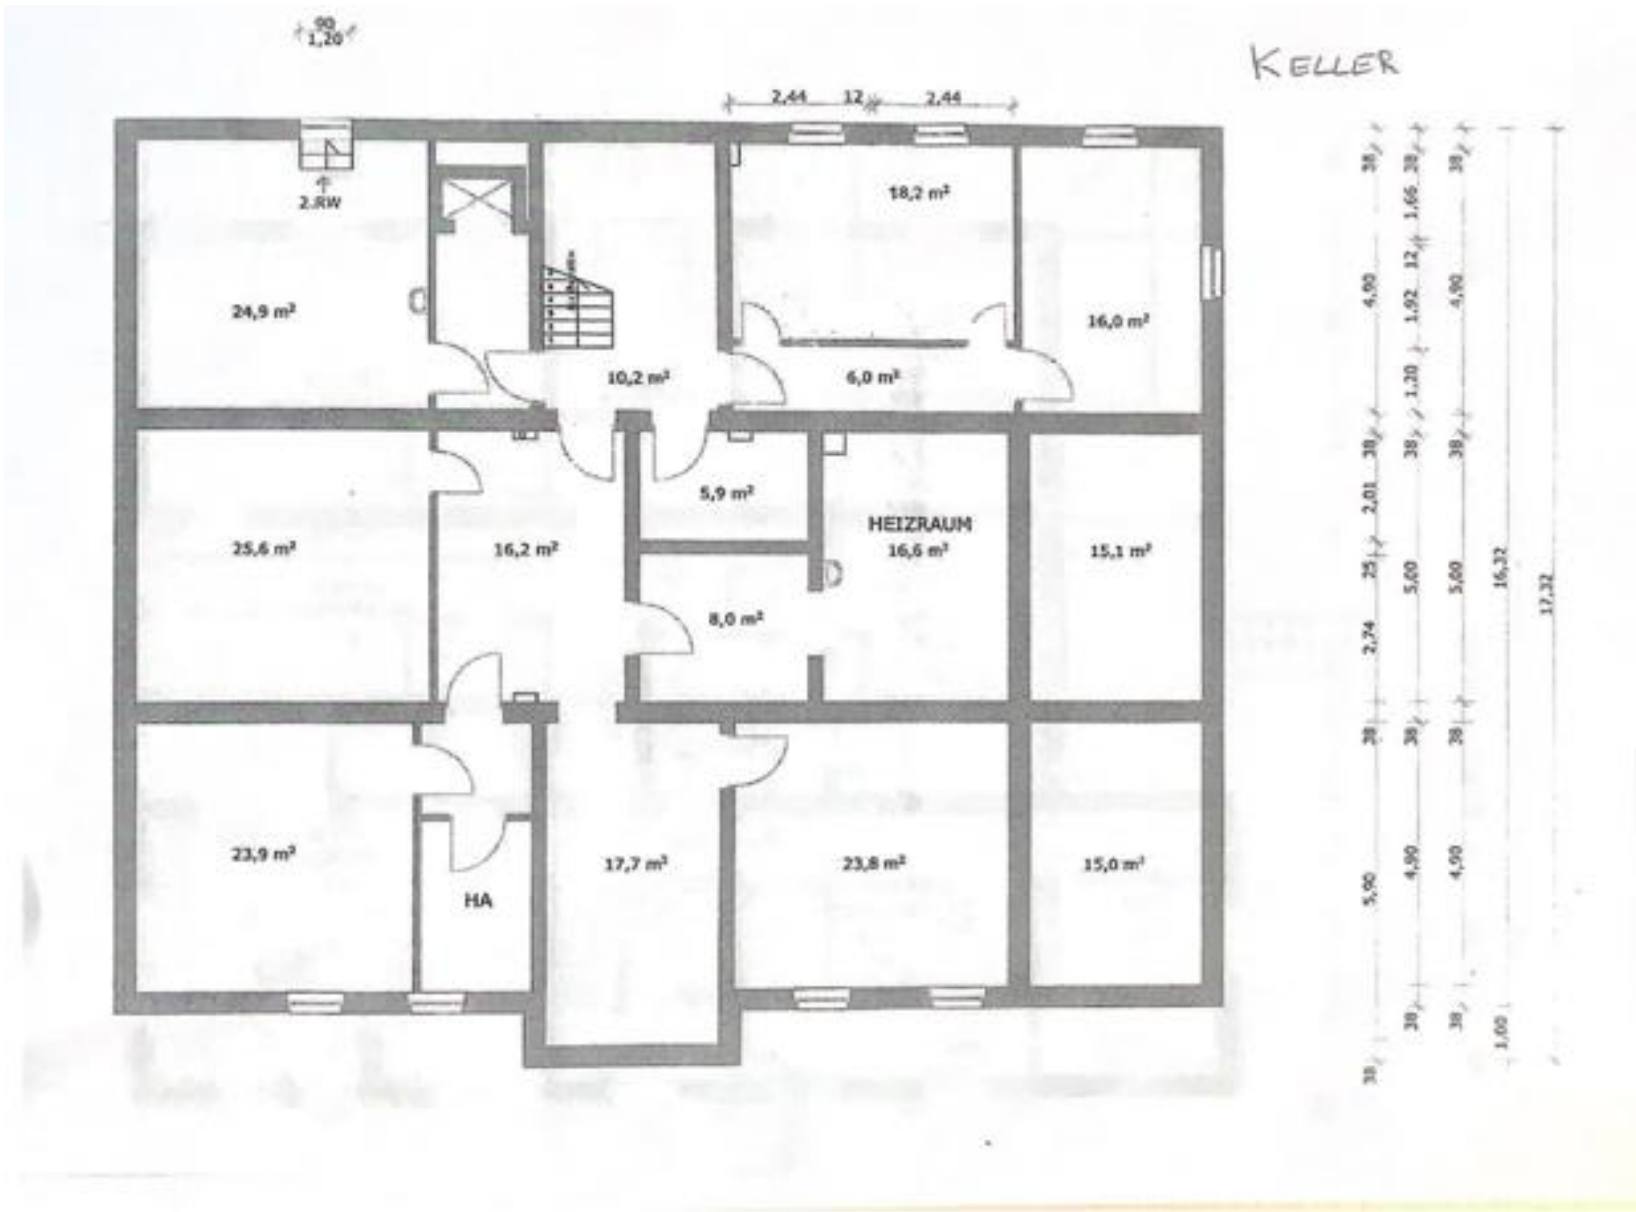 90
1,20
KELLER
2,44 12 2,44
2.RW
18,2 m²
24,9 m²
16,0 m²
10,2 m²
6,0 m²
5,9 m²
HEIZRAUM
25,6 m²
16,2 m²
16,6 m²
15,1 m²
8,0 m²
23,9 m²
17,7 m²
23,8 m²
15,0 m²
HA
38 4,90 38 2,01 25 2,74 38 5,90 38
38 1,66 12 1,92 1,20 38 5,00 38 4,90 38
38 4,90 38 5,00 38 4,90 38
16,32 1,00
17,32